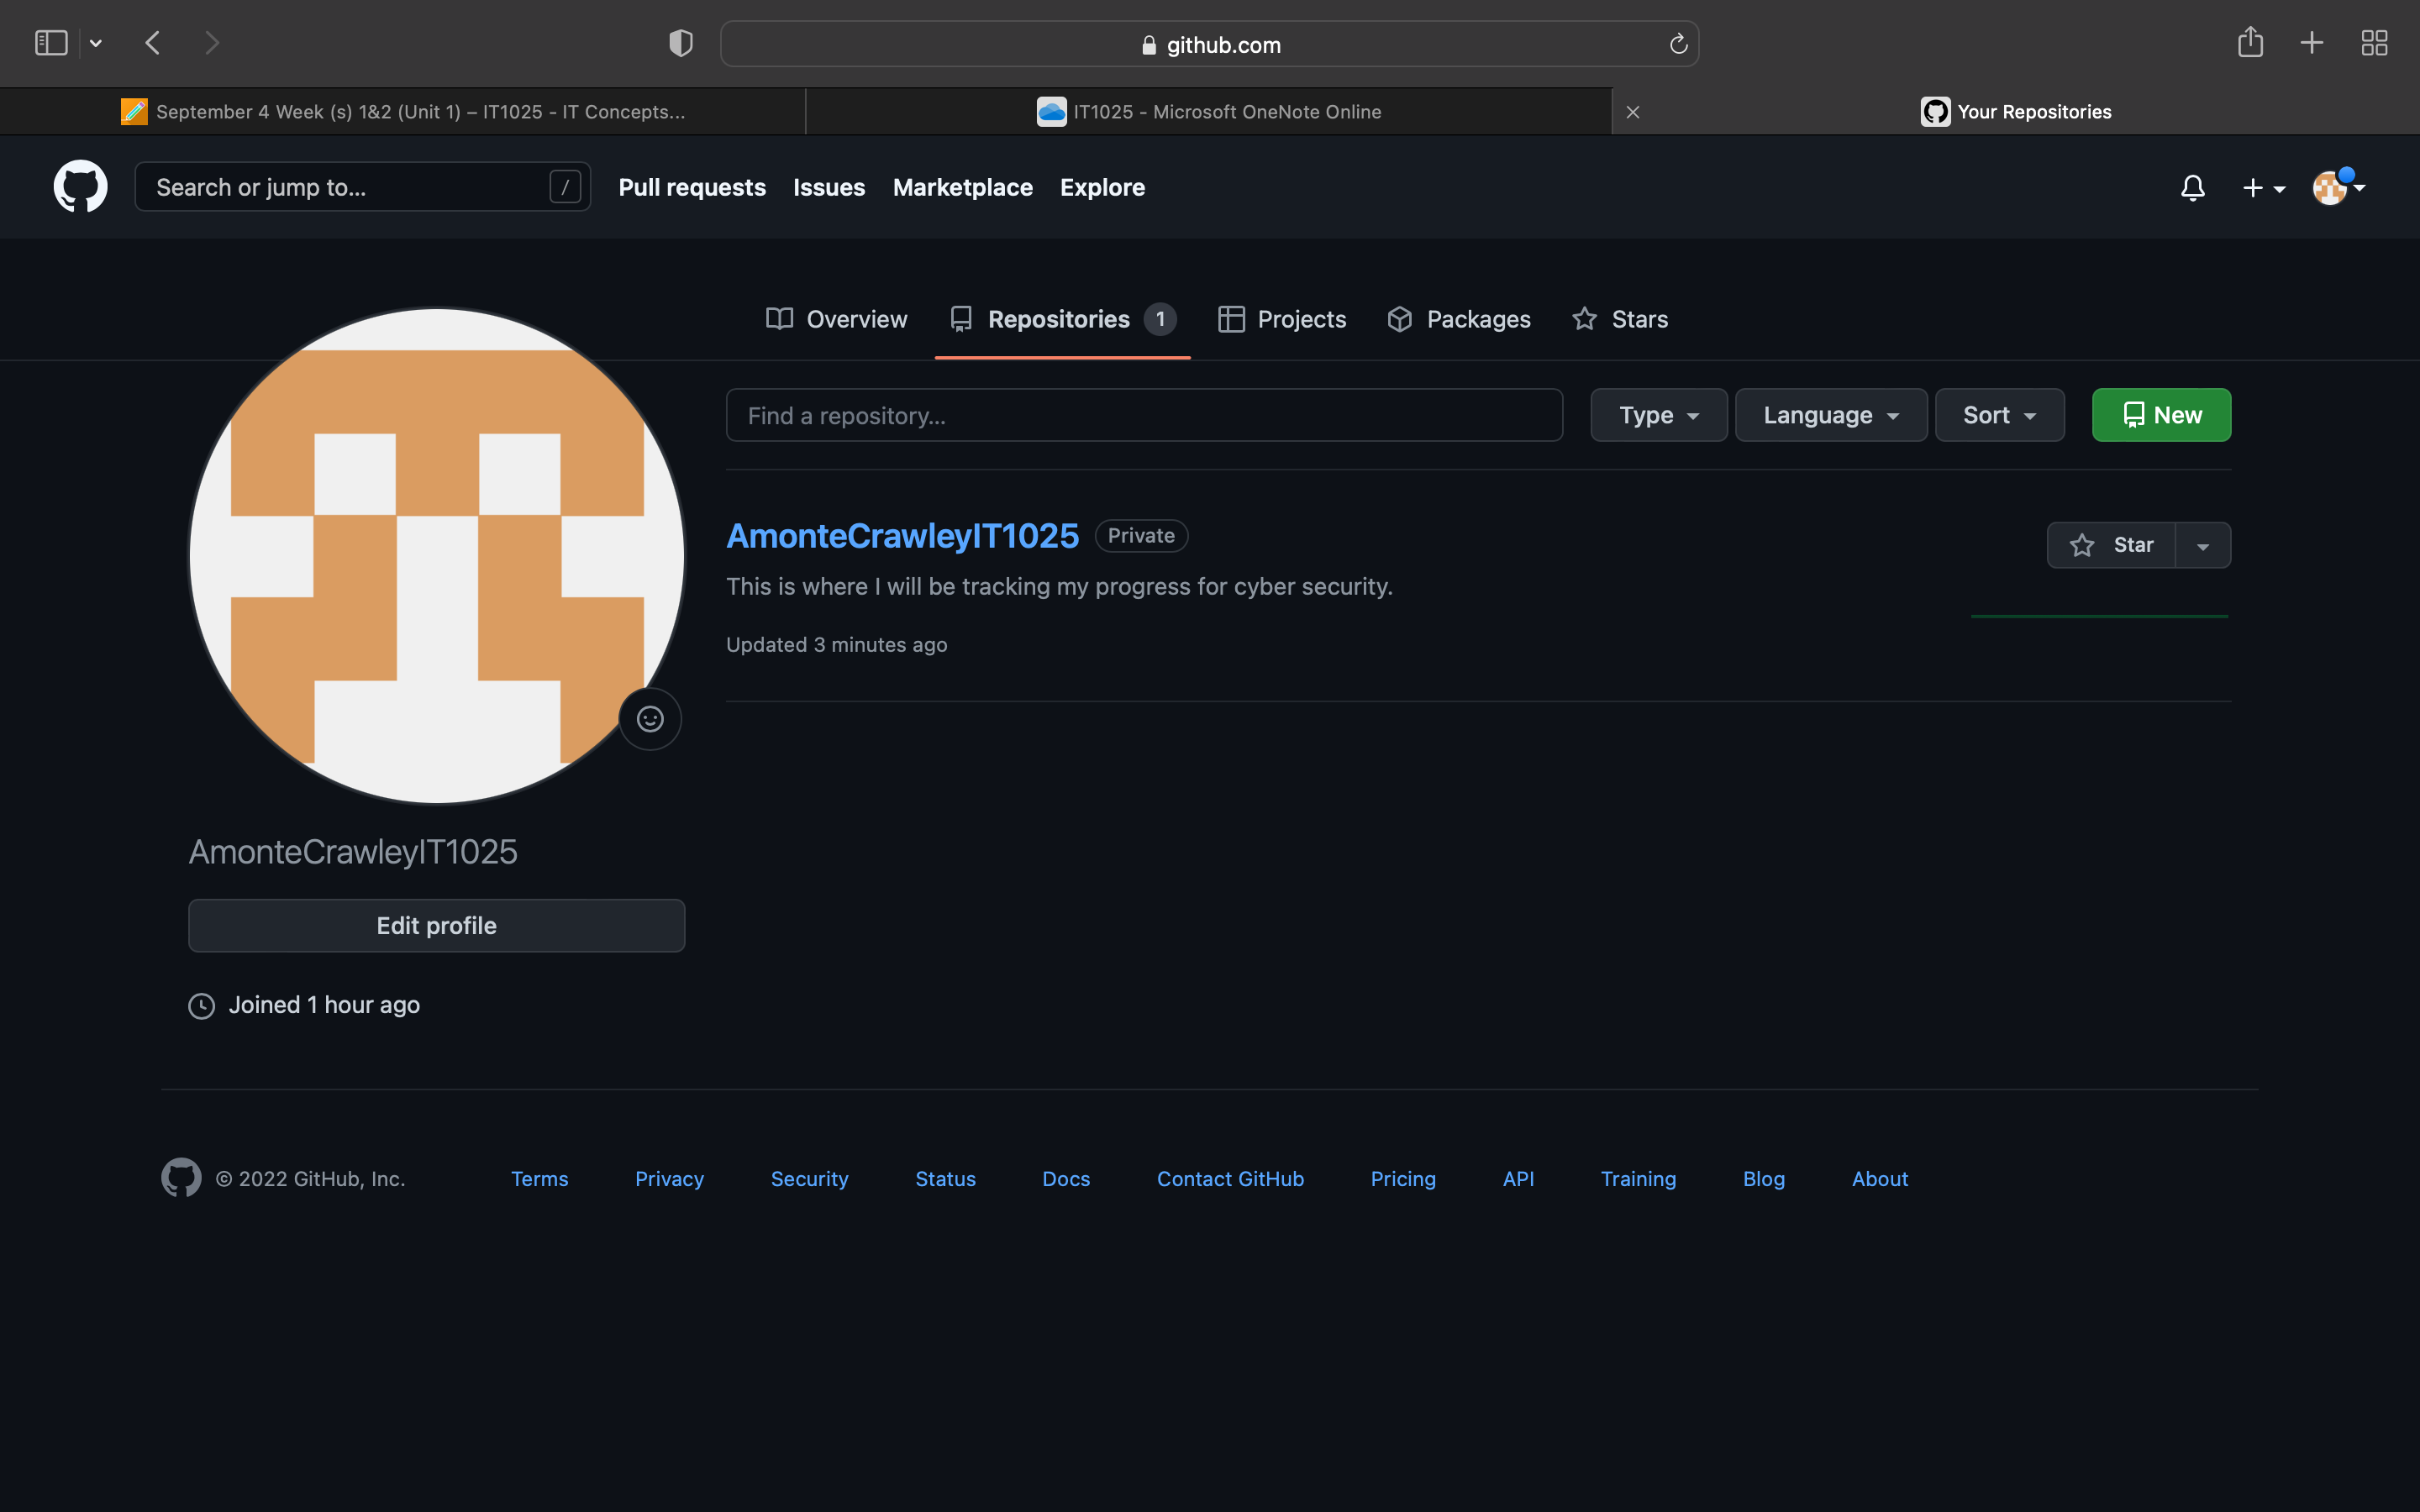 github.com
September 4 Week (s) 1&2 (Unit 1) – IT1025 - IT Concepts...
IT1025 - Microsoft OneNote Online
Your Repositories
Search or jump to... /
Pull requests Issues Marketplace Explore
Overview Repositories 1 Projects Packages Stars
Find a repository... Type Language Sort New
AmonteCrawleyIT1025 Private Star
This is where I will be tracking my progress for cyber security.
Updated 3 minutes ago
AmonteCrawleyIT1025
Edit profile
Joined 1 hour ago
© 2022 GitHub, Inc. Terms Privacy Security Status Docs Contact GitHub Pricing API Training Blog About